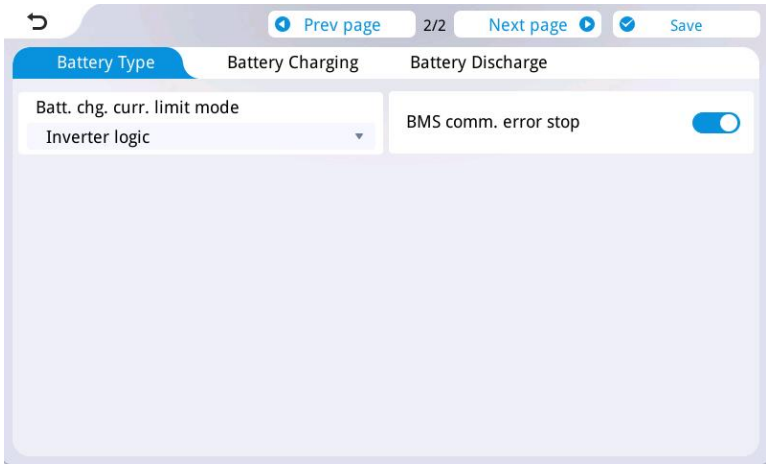 Prev page 2/2 Next page Save
Battery Type Battery Charging Battery Discharge
Batt. chg. curr. limit mode
Inverter logic
BMS comm. error stop